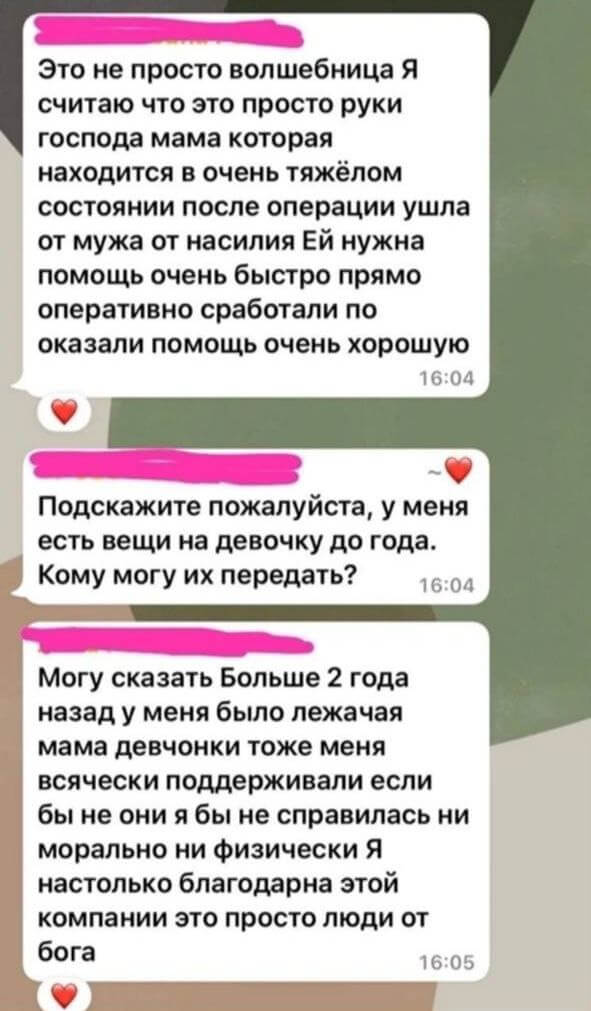 Это не просто волшебница Я
считаю что это просто руки
господа мама которая
находится в очень тяжёлом
состоянии после операции ушла
от мужа от насилия Ей нужна
помощь очень быстро прямо
оперативно сработали по
оказали помощь очень хорошую
16:04
~❤️
Подскажите пожалуйста, у меня
есть вещи на девочку до года.
Кому могу их передать?
16:04
Могу сказать Больше 2 года
назад у меня было лежачая
мама девчонки тоже меня
всячески поддерживали если
бы не они я бы не справилась ни
морально ни физически Я
настолько благодарна этой
компании это просто люди от
бога
16:05